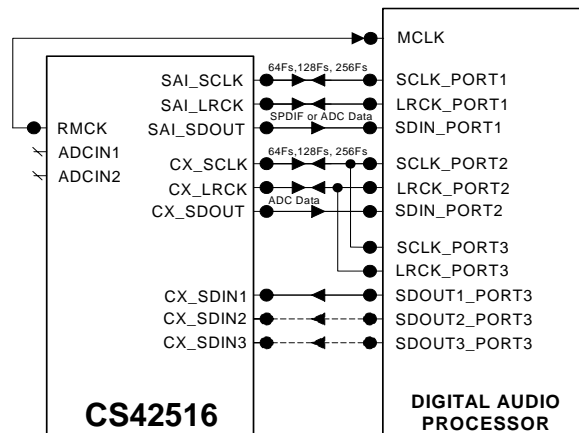 MCLK
64Fs,128Fs, 256Fs
SAI_SCLK
SCLK_PORT1
SAI_LRCK
LRCK_PORT1
SPDIF or ADC Data
RMCK
SAI_SDOUT
SDIN_PORT1
ADCIN1
64Fs,128Fs, 256Fs
CX_SCLK
SCLK_PORT2
ADCIN2
CX_LRCK
LRCK_PORT2
ADC Data
CX_SDOUT
SDIN_PORT2
SCLK_PORT3
LRCK_PORT3
CX_SDIN1
SDOUT1_PORT3
CX_SDIN2
SDOUT2_PORT3
CX_SDIN3
SDOUT3_PORT3
CS42516
DIGITAL AUDIO
PROCESSOR